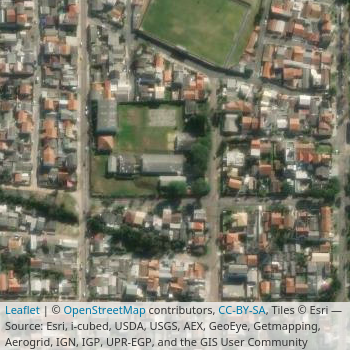 Leaflet | © OpenStreetMap contributors, CC-BY-SA, Tiles © Esri —
Source: Esri, i-cubed, USDA, USGS, AEX, GeoEye, Getmapping,
Aerogrid, IGN, IGP, UPR-EGP, and the GIS User Community